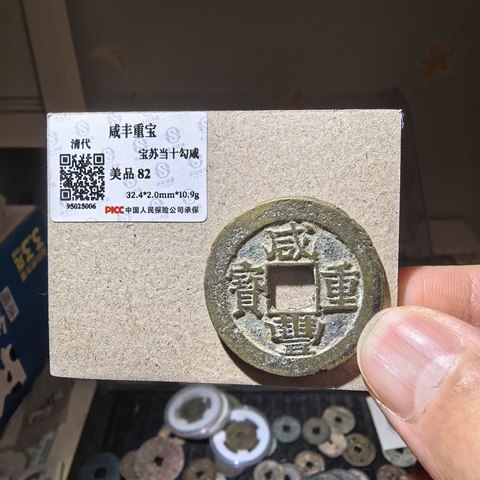 咸丰重宝
清代
宝苏当十勾咸
美品 82
32.4*2.0mm*10.9g
95025006
PICC 中国人民保险公司承保
咸豐重寶